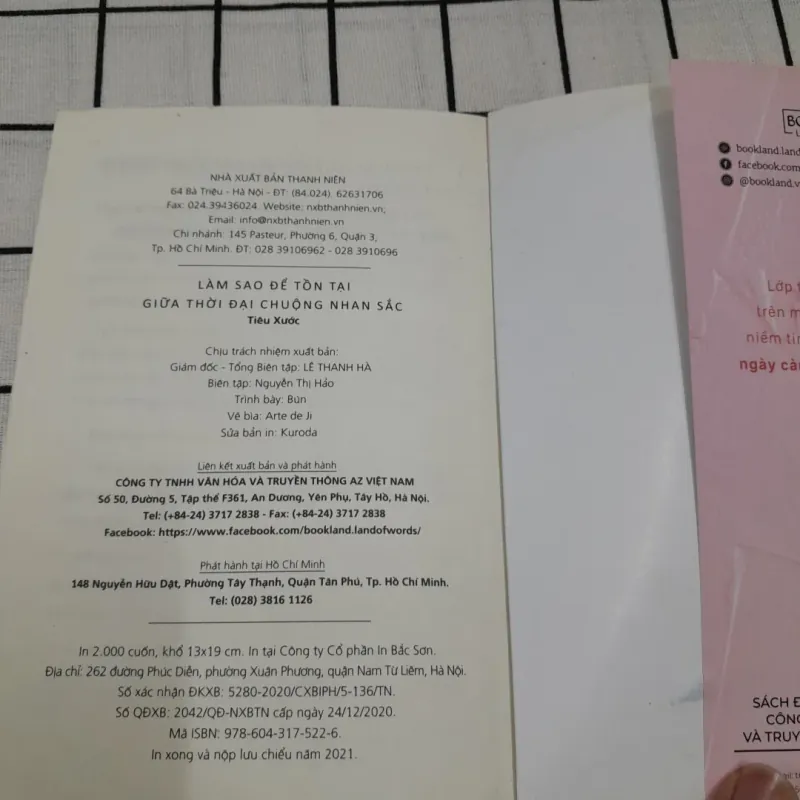 NHÀ XUẤT BẢN THANH NIÊN
64 Bà Triệu - Hà Nội - ĐT: (84.024). 62631706
Fax: 024.39436024. Website: nxbthanhnien.vn;
Email: info@nxbthanhnien.vn
Chi nhánh: 145 Pasteur, Phường 6, Quận 3,
Tp. Hồ Chí Minh. ĐT: 028 39106962 - 028 3910696
LÀM SAO ĐỂ TỒN TẠI
GIỮA THỜI ĐẠI CHUỘNG NHAN SẮC
Tiêu Xước
Chịu trách nhiệm xuất bản:
Giám đốc - Tổng Biên tập: LÊ THANH HÀ
Biên tập: Nguyễn Thị Hảo
Trình bày: Bún
Vẽ bìa: Arte de Ji
Sửa bản in: Kuroda
Liên kết xuất bản và phát hành
CÔNG TY TNHH VĂN HÓA VÀ TRUYỀN THÔNG AZ VIỆT NAM
Số 50, Đường 5, Tập thể F361, An Dương, Yên Phụ, Tây Hồ, Hà Nội.
Tel: (+84-24) 3717 2838 - Fax: (+84-24) 3717 2838
Facebook: https://www.facebook.com/bookland.landofwords/
Phát hành tại Hồ Chí Minh
148 Nguyễn Hữu Dật, Phường Tây Thạnh, Quận Tân Phú, Tp. Hồ Chí Minh.
Tel: (028) 3816 1126
In 2.000 cuốn, khổ 13x19 cm. In tại Công ty Cổ phần In Bắc Sơn.
Địa chỉ: 262 đường Phúc Diễn, phường Xuân Phương, quận Nam Từ Liêm, Hà Nội.
Số xác nhận ĐKXB: 5280-2020/CXBIPH/5-136/TN.
Số QĐXB: 2042/QĐ-NXBTN cấp ngày 24/12/2020.
Mã ISBN: 978-604-317-522-6.
In xong và nộp lưu chiểu năm 2021.
bookland.land
facebook.com
@bookland.v
Lớp
trên m
niềm ti
ngày cà
SÁCH Đ
CÔNG
VÀ TRUY